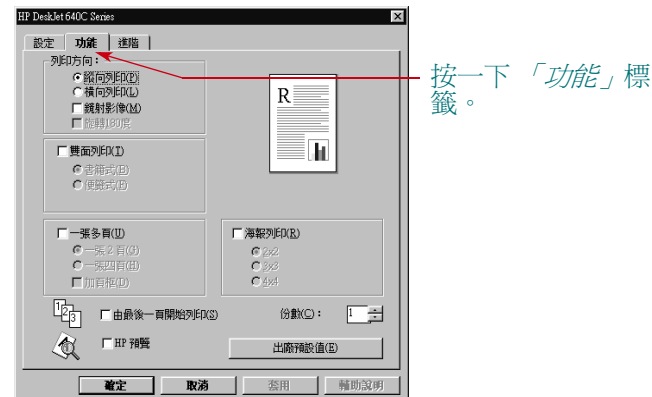 HP DeskJet 640C Series
設定 功能 進階
列印方向：
縱向列印(P)
橫向列印(L)
鏡射影像(M)
旋轉180度
R
雙面列印(I)
書籍式(B)
便籤式(F)
一張多頁(U)
一張 2 頁(G)
一張四頁(H)
加頁框(D)
海報列印(R)
2x2
3x3
4x4
1 2 3
由最後一頁開始列印(S)
份數(C)：
1
HP 預覽
出廠預設值(E)
確定 取消 套用 輔助說明
按一下 「功能」標
籤。